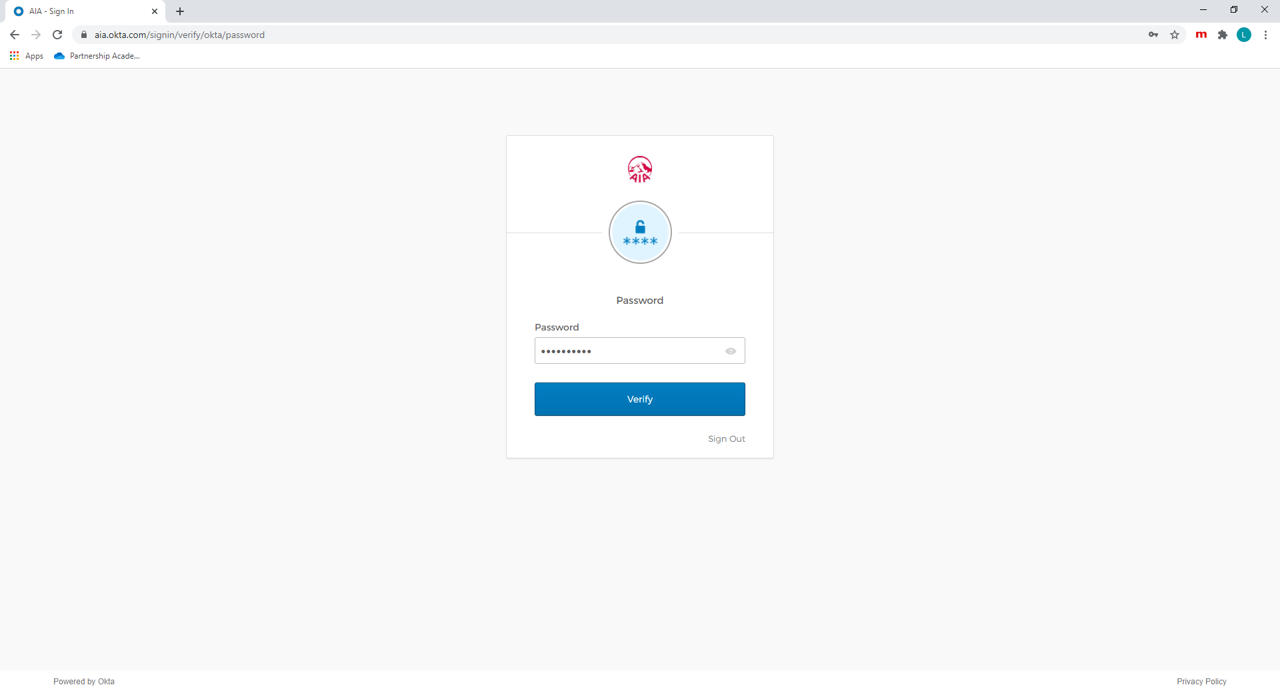 AIA - Sign In
aia.okta.com/signin/verify/okta/password
m
L
Apps
Partnership Acade...
AIA
****
Password
Password
••••••••••
Verify
Sign Out
Powered by Okta
Privacy Policy